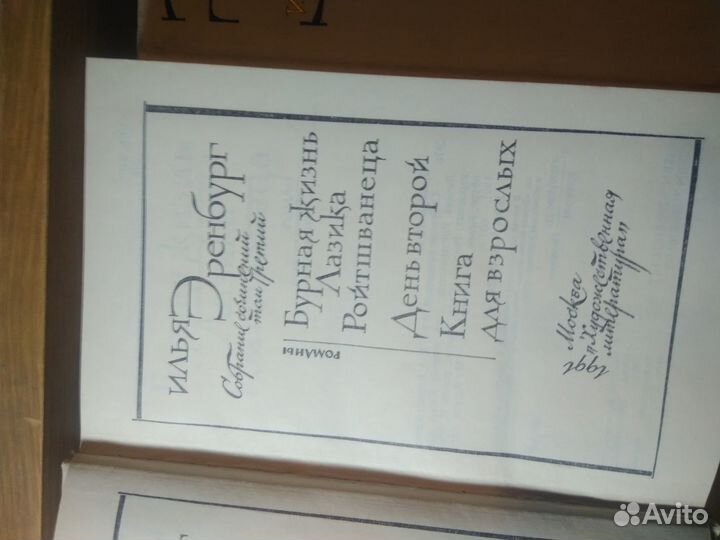 ИЛЬЯ
ЭРЕНБУРГ
Собрание сочинений
том третий
РОМАНЫ
Бурная жизнь
Лазика
Ройтшванеца
День второй
Книга
для взрослых
Москва
„Художественная
литература"
1991
Avito